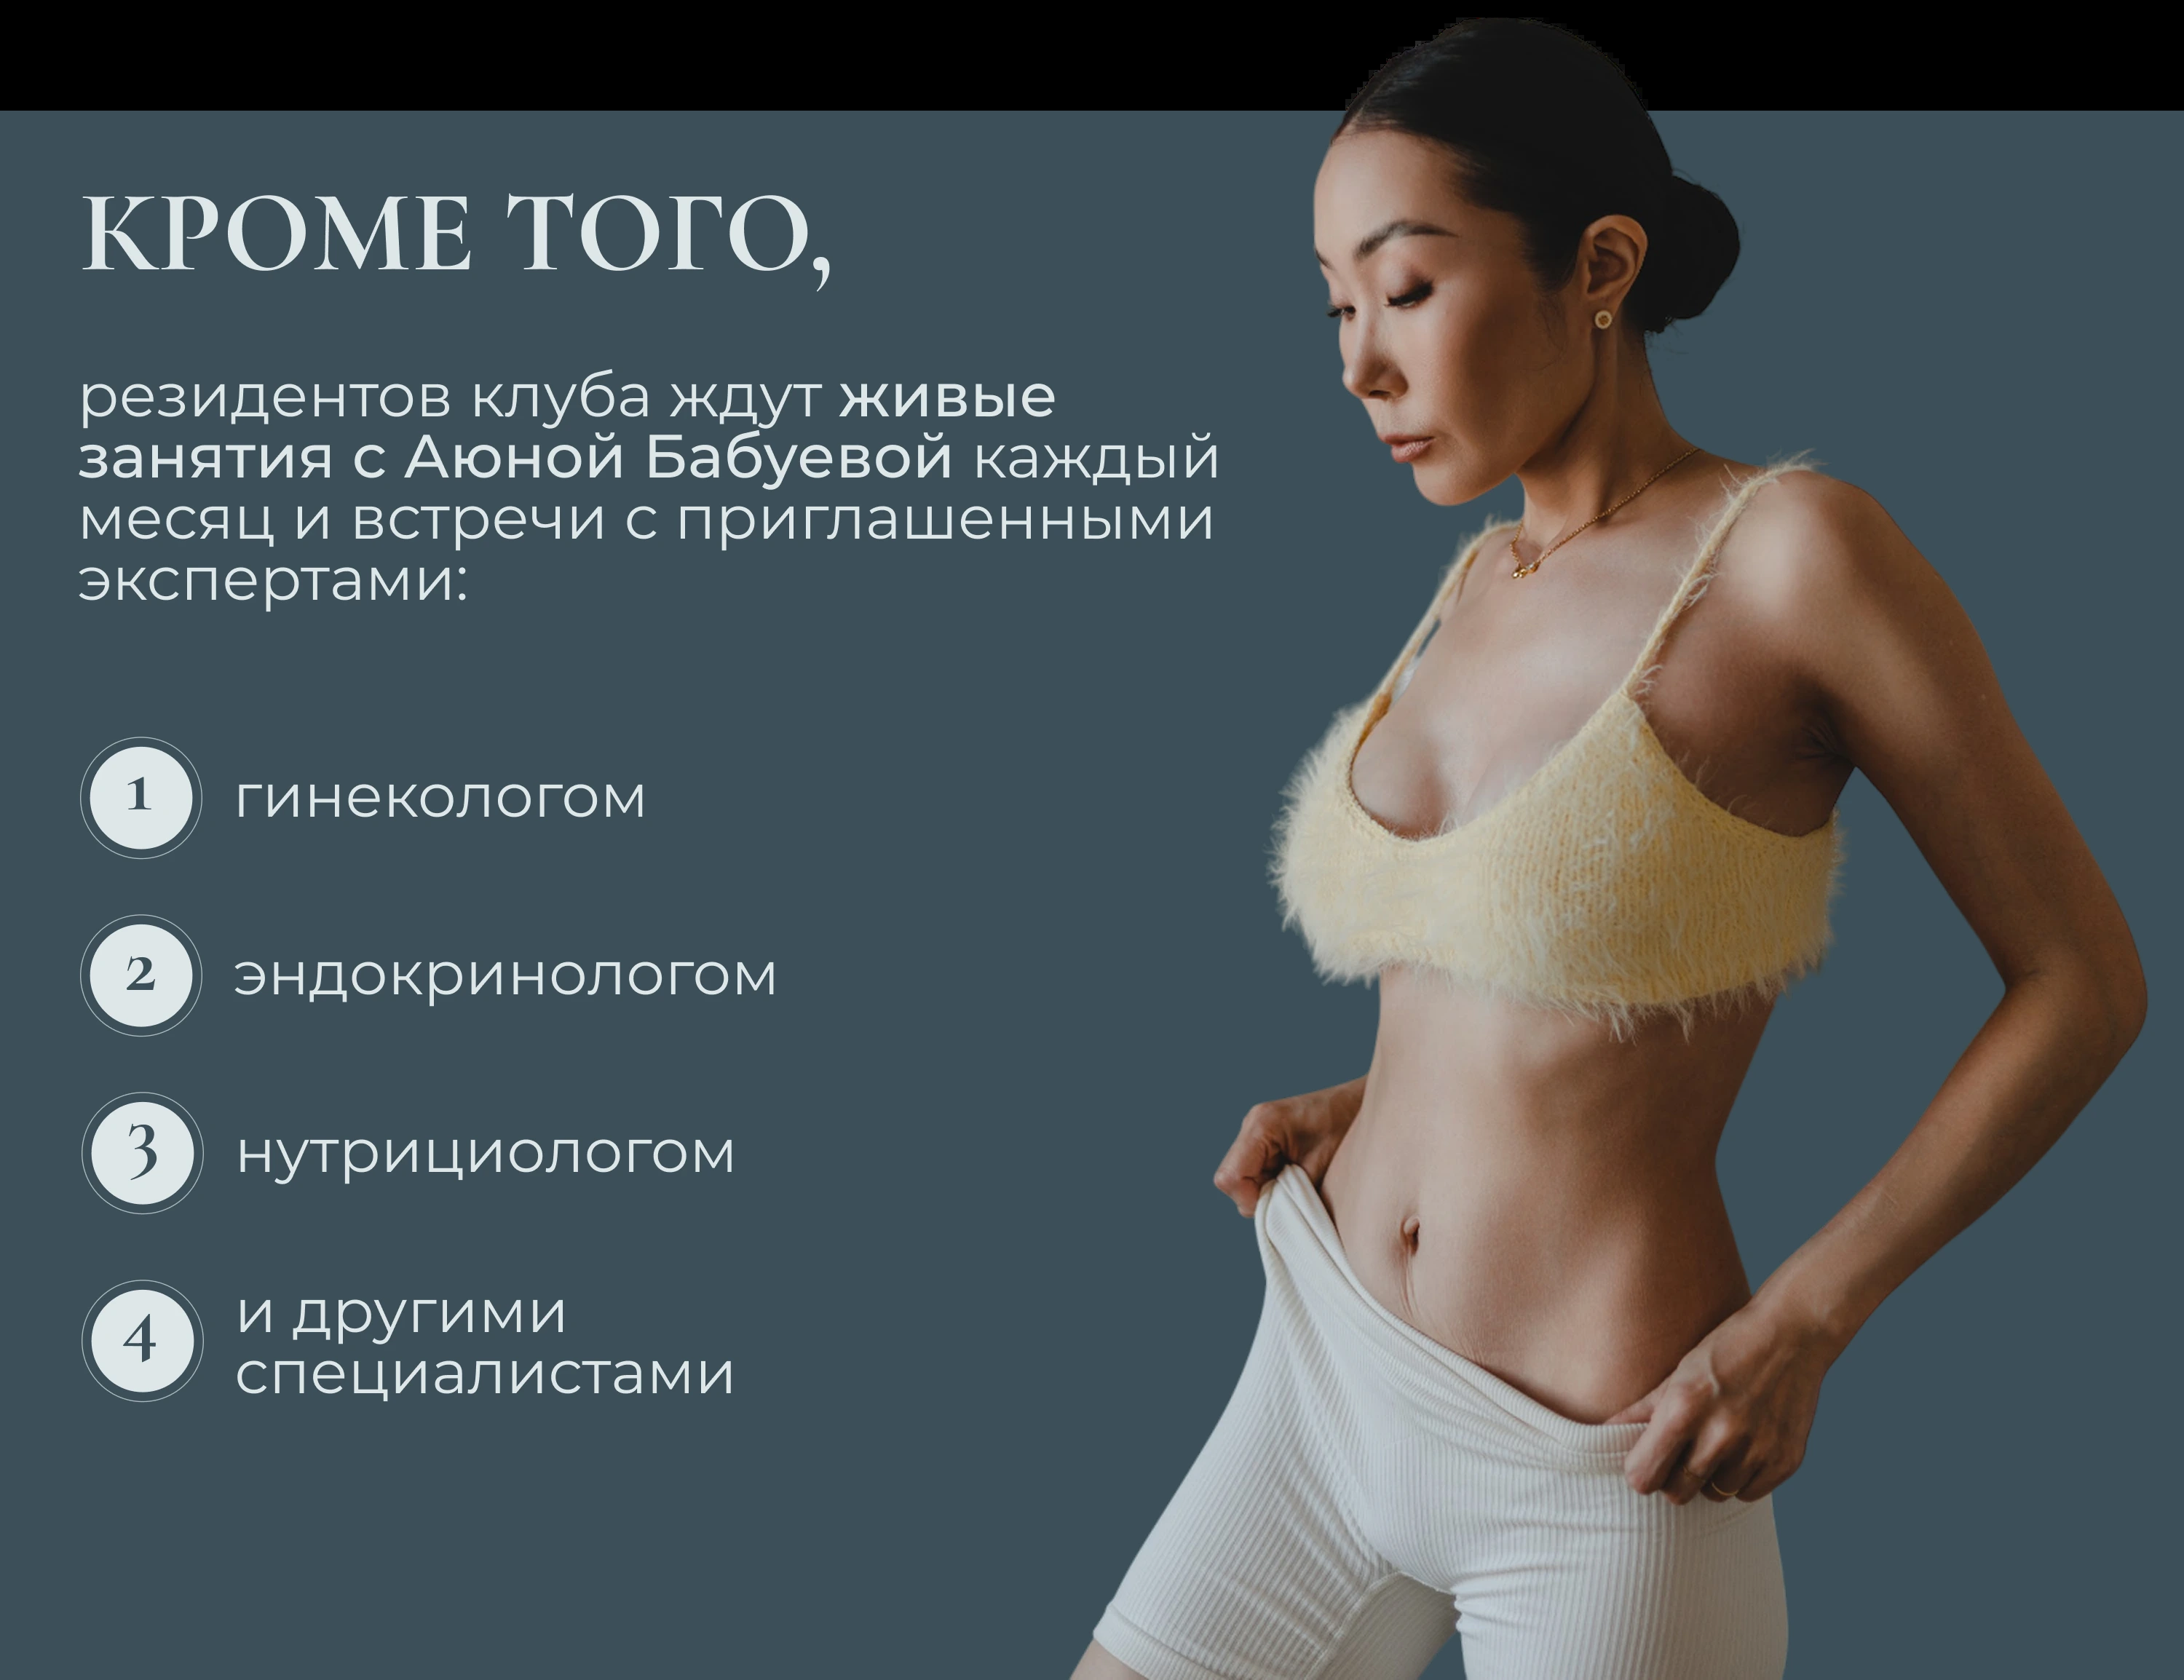 КРОМЕ ТОГО,
резидентов клуба ждут живые
занятия с Аюной Бабуевой каждый
месяц и встречи с приглашенными
экспертами:
1 гинекологом
2 эндокринологом
3 нутрициологом
4 и другими
специалистами